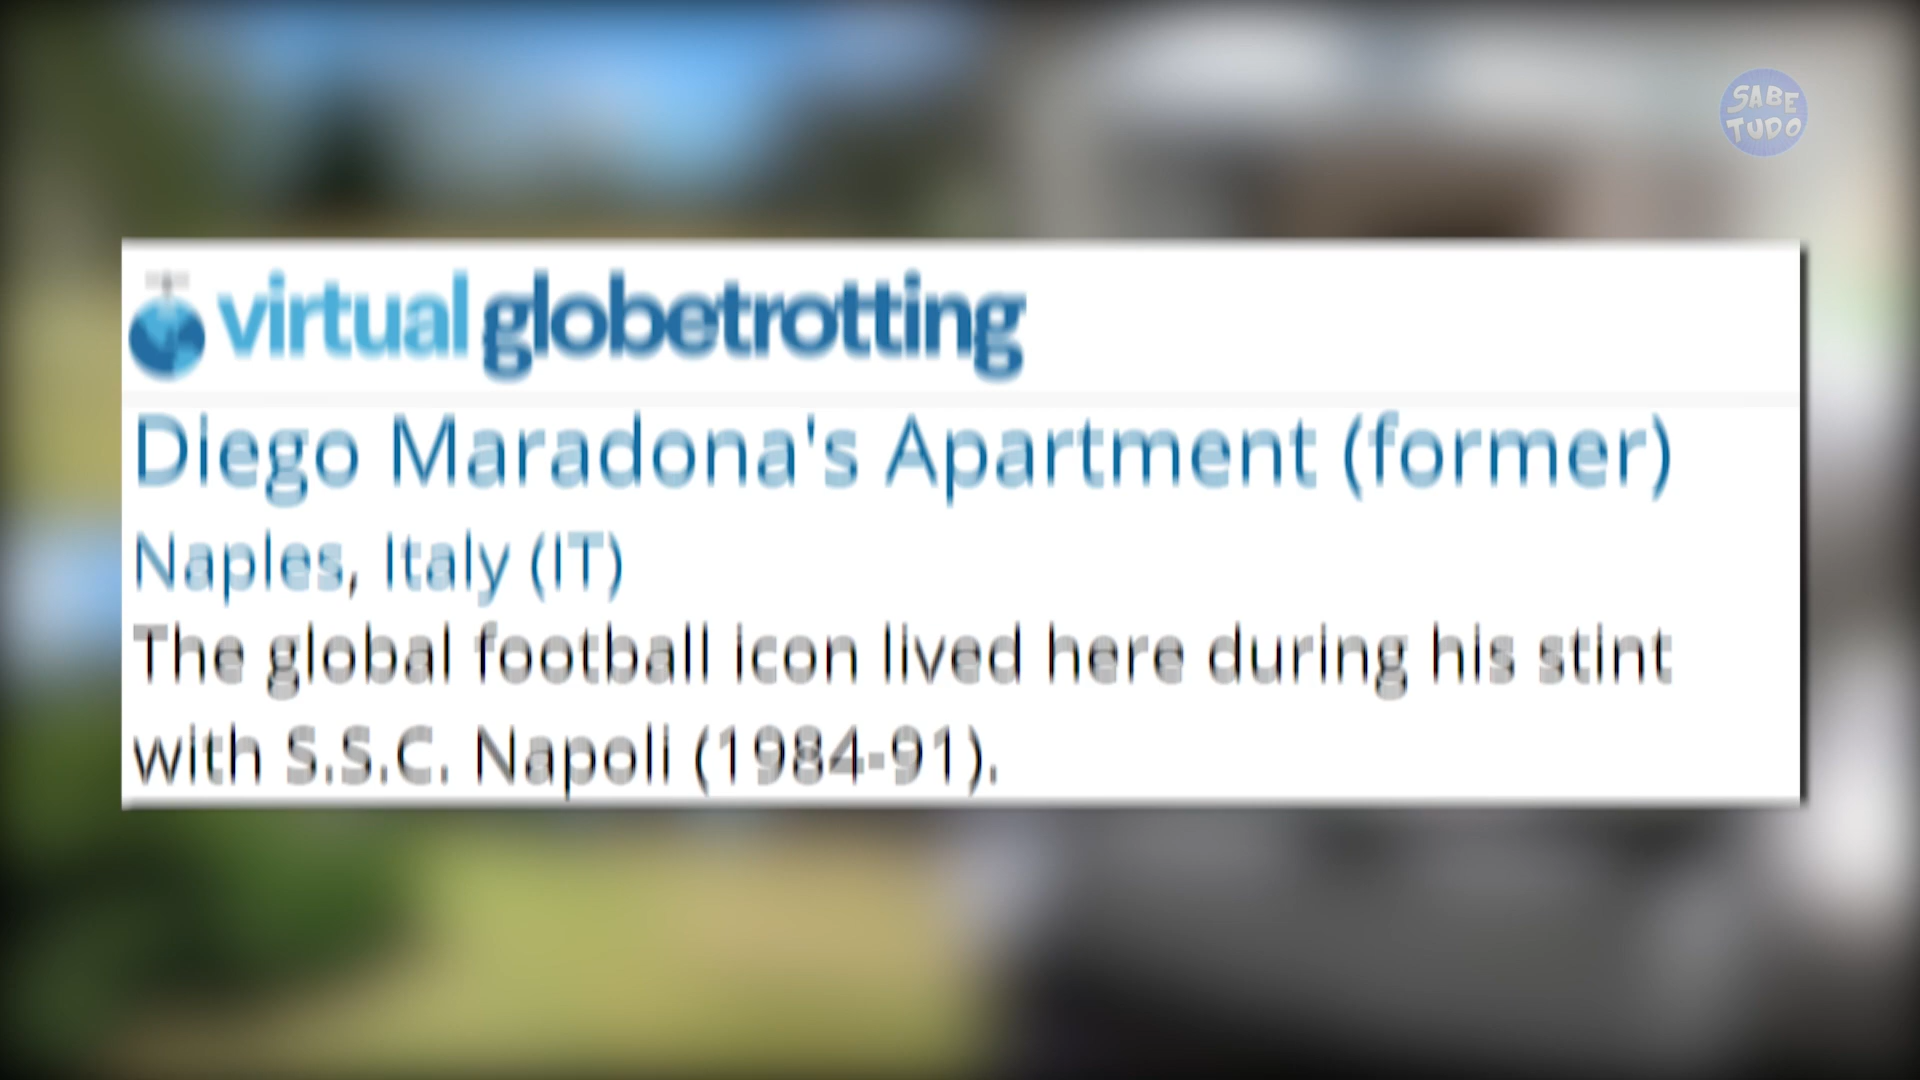 SABE
TUDO
virtual globetrotting
Diego Maradona's Apartment (former)
Naples, Italy (IT)
The global football icon lived here during his stint
with S.S.C. Napoli (1984-91).